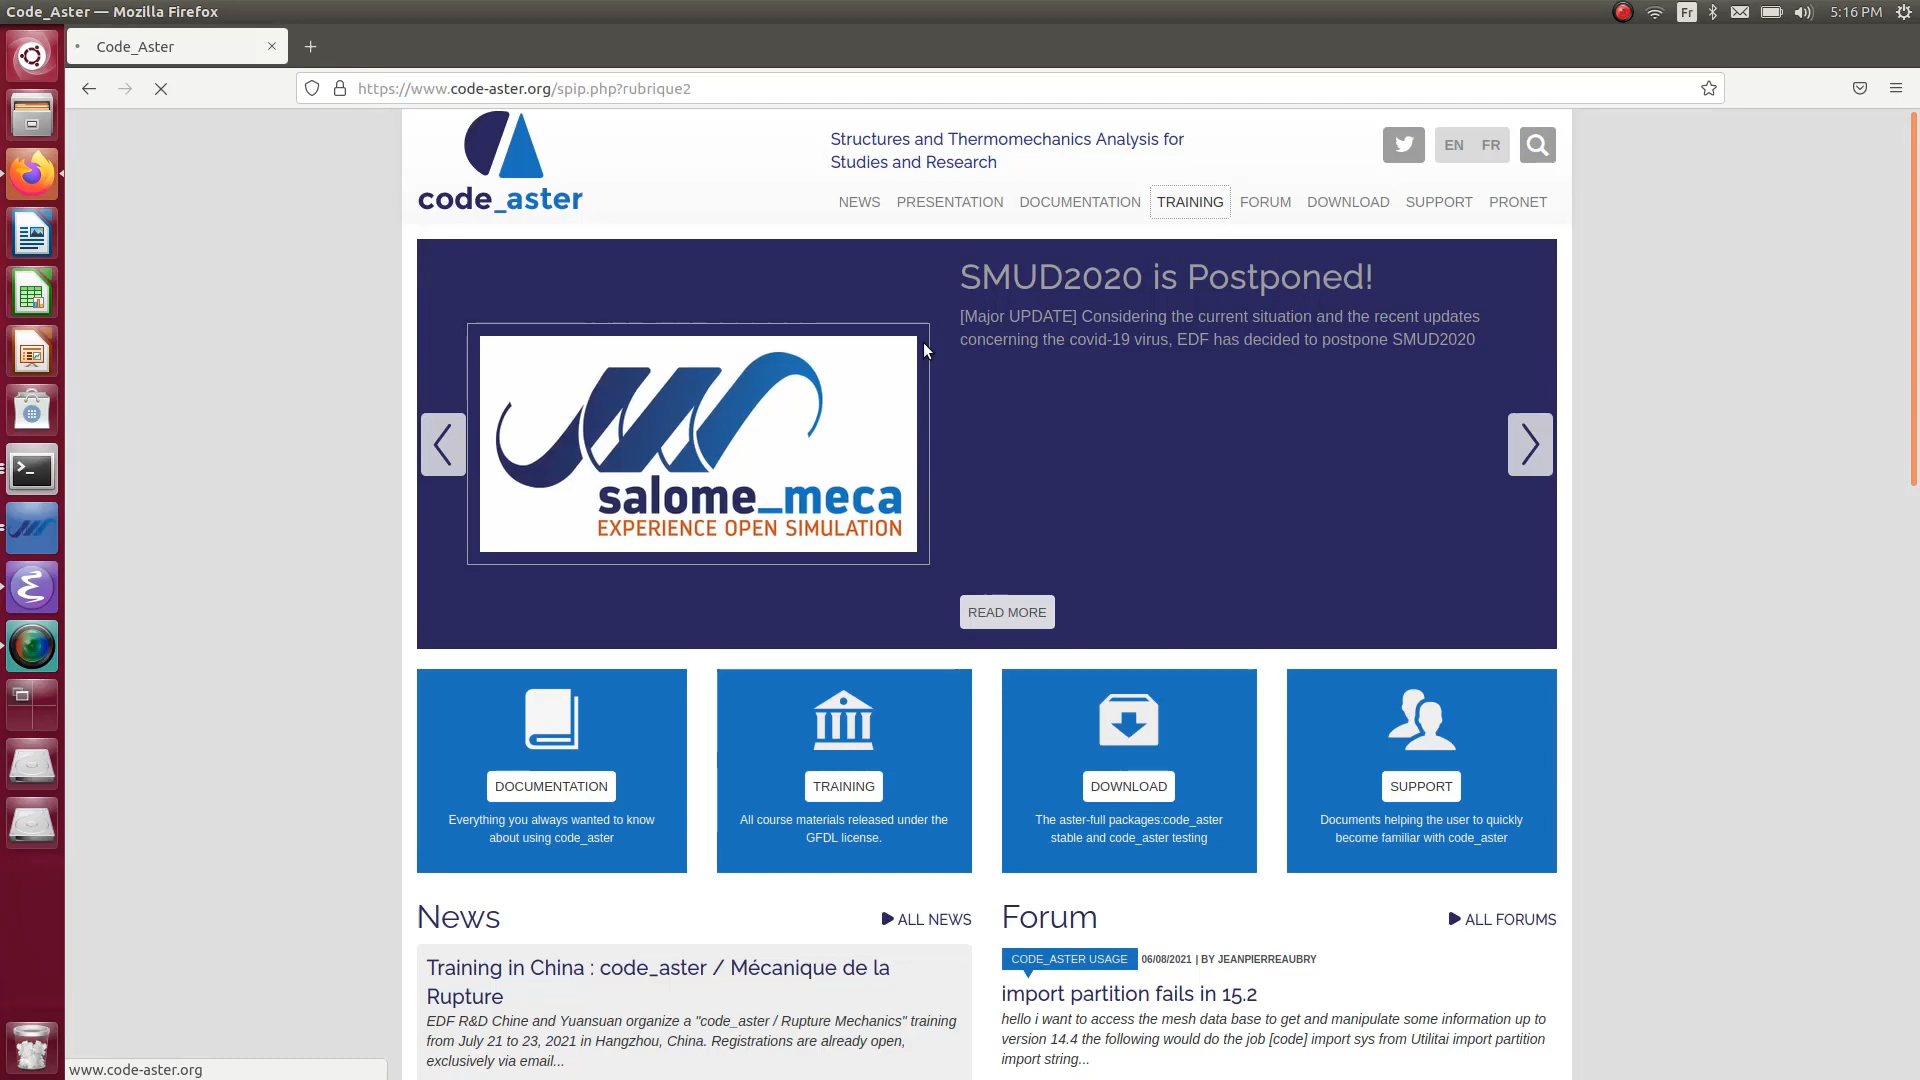 Code_Aster — Mozilla Firefox
Fr
5:16 PM
Code_Aster
https://www.code-aster.org/spip.php?rubrique2
code_aster
Structures and Thermomechanics Analysis for
Studies and Research
EN FR
NEWS PRESENTATION DOCUMENTATION TRAINING FORUM DOWNLOAD SUPPORT PRONET
SMUD2020 is Postponed!
[Major UPDATE] Considering the current situation and the recent updates
concerning the covid-19 virus, EDF has decided to postpone SMUD2020
salome_meca
EXPERIENCE OPEN SIMULATION
READ MORE
DOCUMENTATION
Everything you always wanted to know
about using code_aster
TRAINING
All course materials released under the
GFDL license.
DOWNLOAD
The aster-full packages:code_aster
stable and code_aster testing
SUPPORT
Documents helping the user to quickly
become familiar with code_aster
News
ALL NEWS
Training in China : code_aster / Mécanique de la
Rupture
EDF R&D Chine and Yuansuan organize a "code_aster / Rupture Mechanics" training
from July 21 to 23, 2021 in Hangzhou, China. Registrations are already open,
exclusively via email...
Forum
ALL FORUMS
CODE_ASTER USAGE 06/08/2021 | BY JEANPIERREAUBRY
import partition fails in 15.2
hello i want to access the mesh data base to get and manipulate some information up to
version 14.4 the following would do the job [code] import sys from Utilitai import partition
import string...
www.code-aster.org